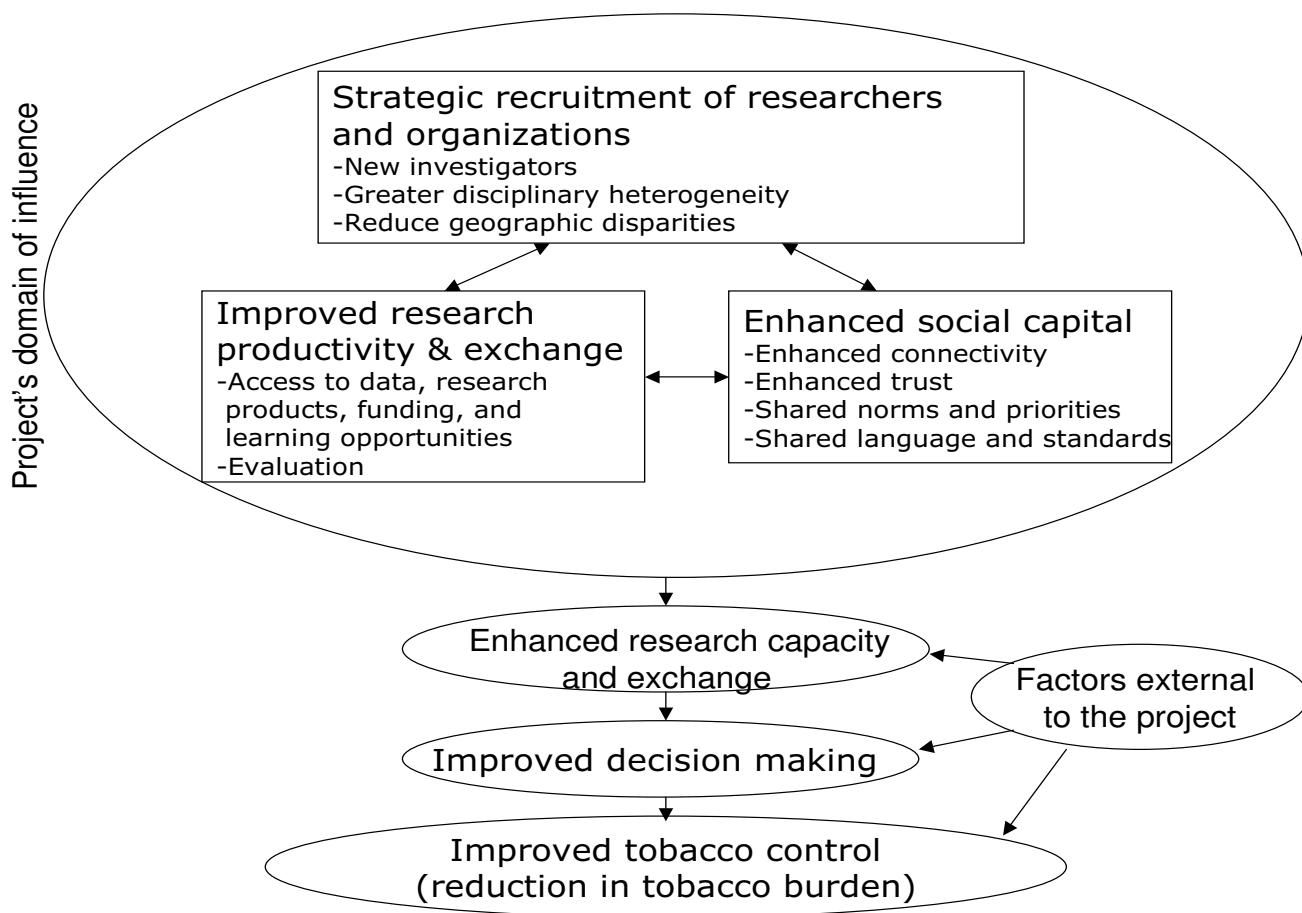 Project's domain of influence
Strategic recruitment of researchers
and organizations
-New investigators
-Greater disciplinary heterogeneity
-Reduce geographic disparities
Improved research
productivity & exchange
-Access to data, research
products, funding, and
learning opportunities
-Evaluation
Enhanced social capital
-Enhanced connectivity
-Enhanced trust
-Shared norms and priorities
-Shared language and standards
Enhanced research capacity
and exchange
Factors external
to the project
Improved decision making
Improved tobacco control
(reduction in tobacco burden)